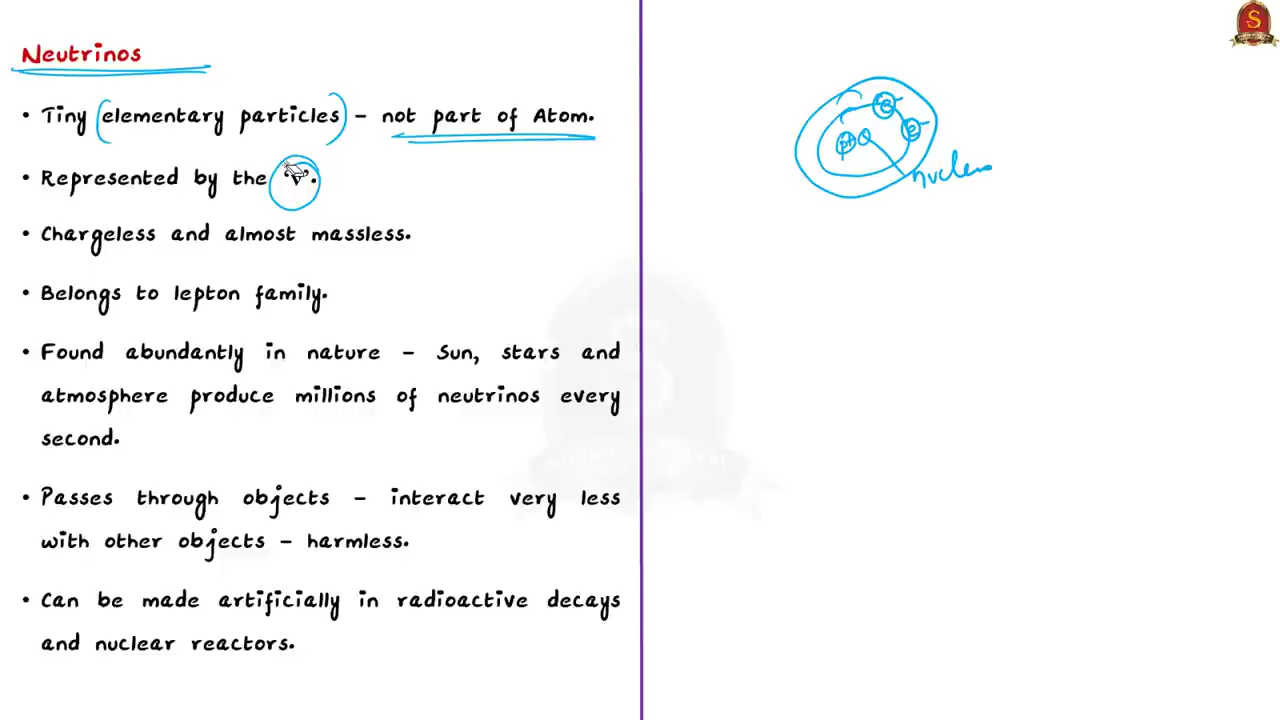 Neutrinos
• Tiny (elementary particles) – not part of Atom.
• Represented by the 'ν'.
• Chargeless and almost massless.
• Belongs to lepton family.
• Found abundantly in nature – Sun, stars and
atmosphere produce millions of neutrinos every
second.
• Passes through objects – interact very less
with other objects – harmless.
• Can be made artificially in radioactive decays
and nuclear reactors.